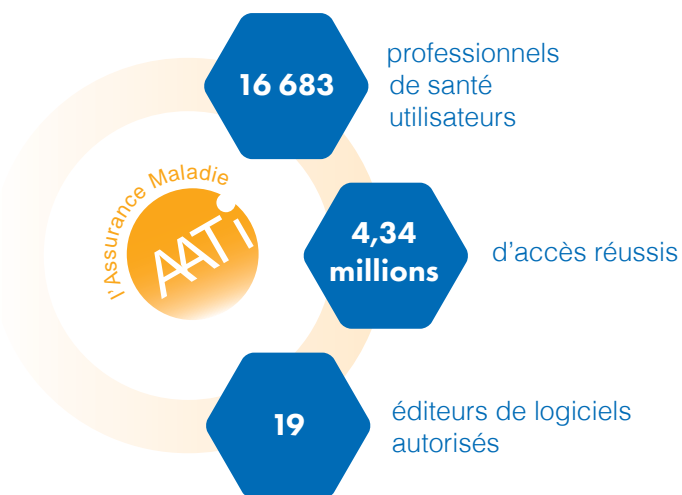 16 683
professionnels
de santé
utilisateurs
l'Assurance Maladie
AATi
4,34
millions
d'accès réussis
19
éditeurs de logiciels
autorisés